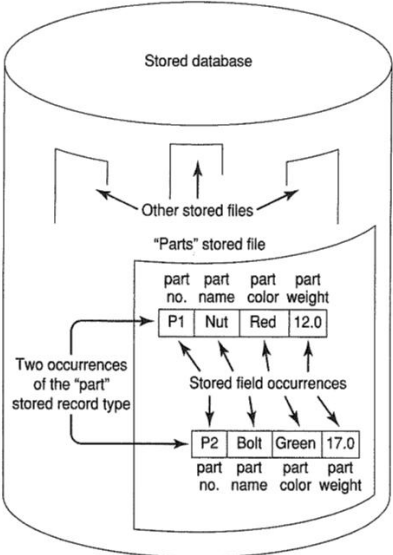 Stored database
Other stored files
“Parts” stored file
part part part part
no. name color weight
P1 Nut Red 12.0
Two occurrences
of the “part”
stored record type
Stored field occurrences
P2 Bolt Green 17.0
part part part part
no. name color weight